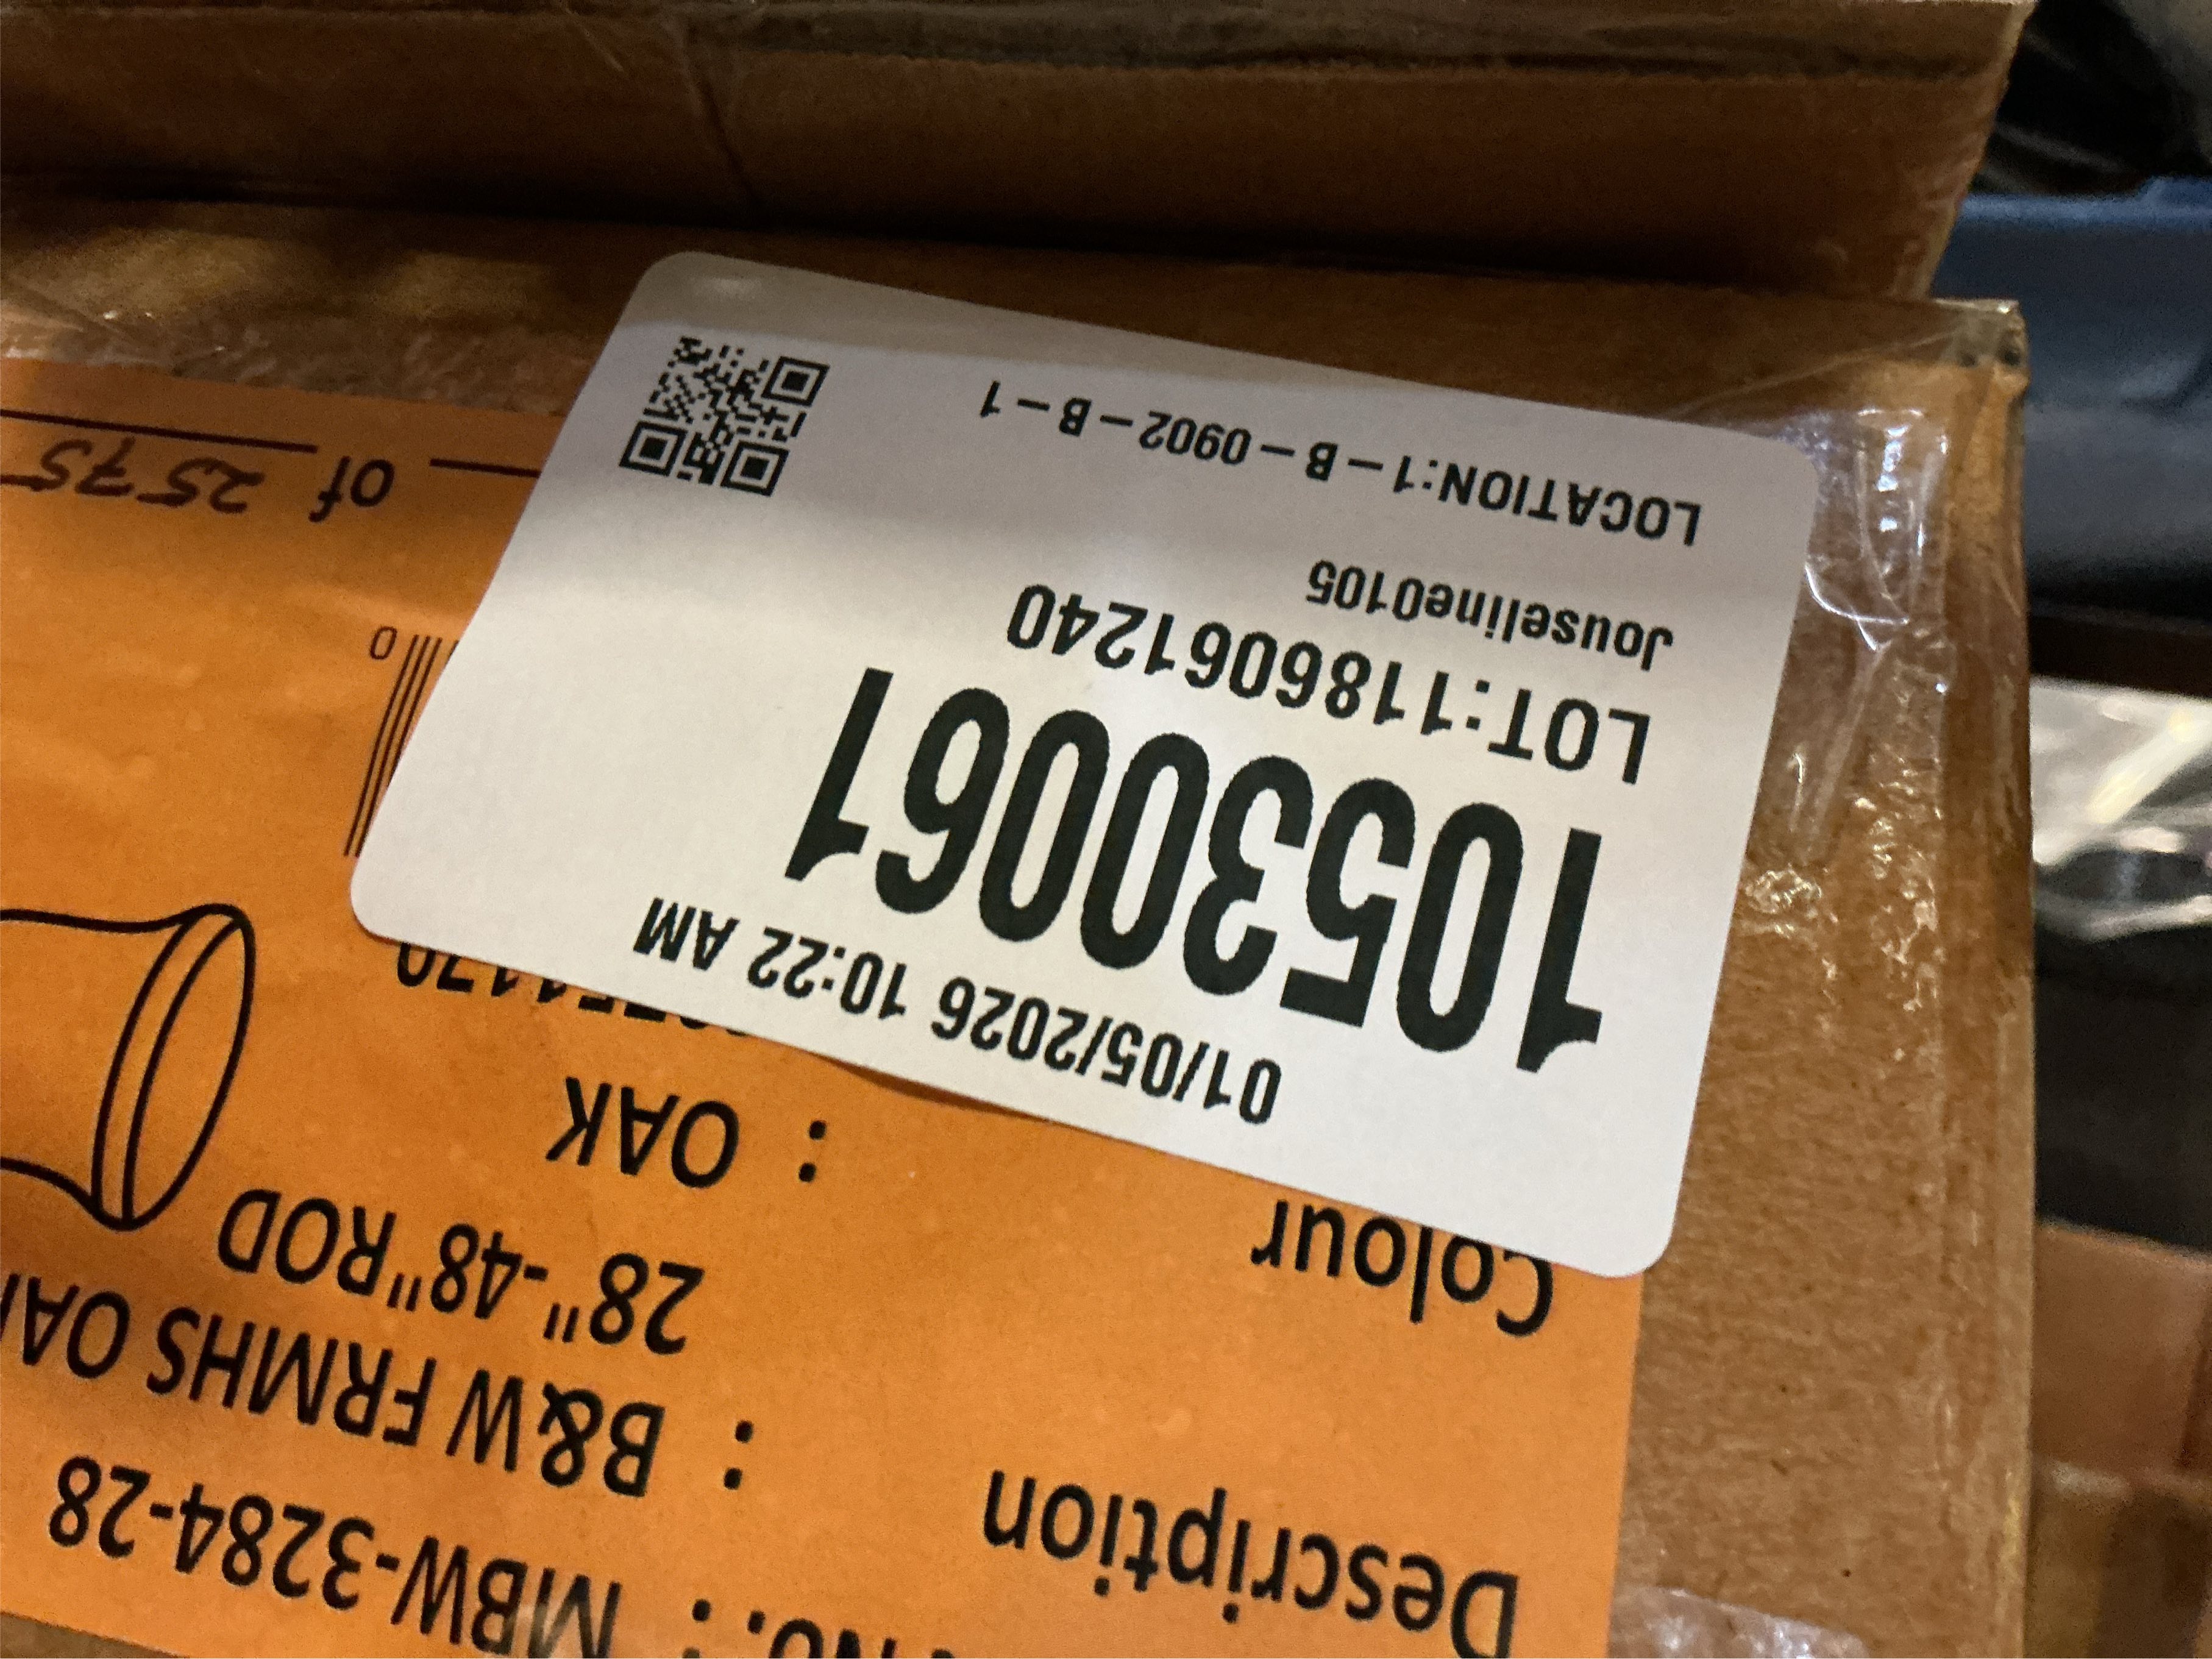 No. : MBW-3284-28
Description : B&W FRMHS
28"-48"ROD
Colour : OAK
01/05/2026 10:22 AM
10530061
LOT:1186061240
Jouseline0105
LOCATION:1-B-0902-B-1
0
of 2575